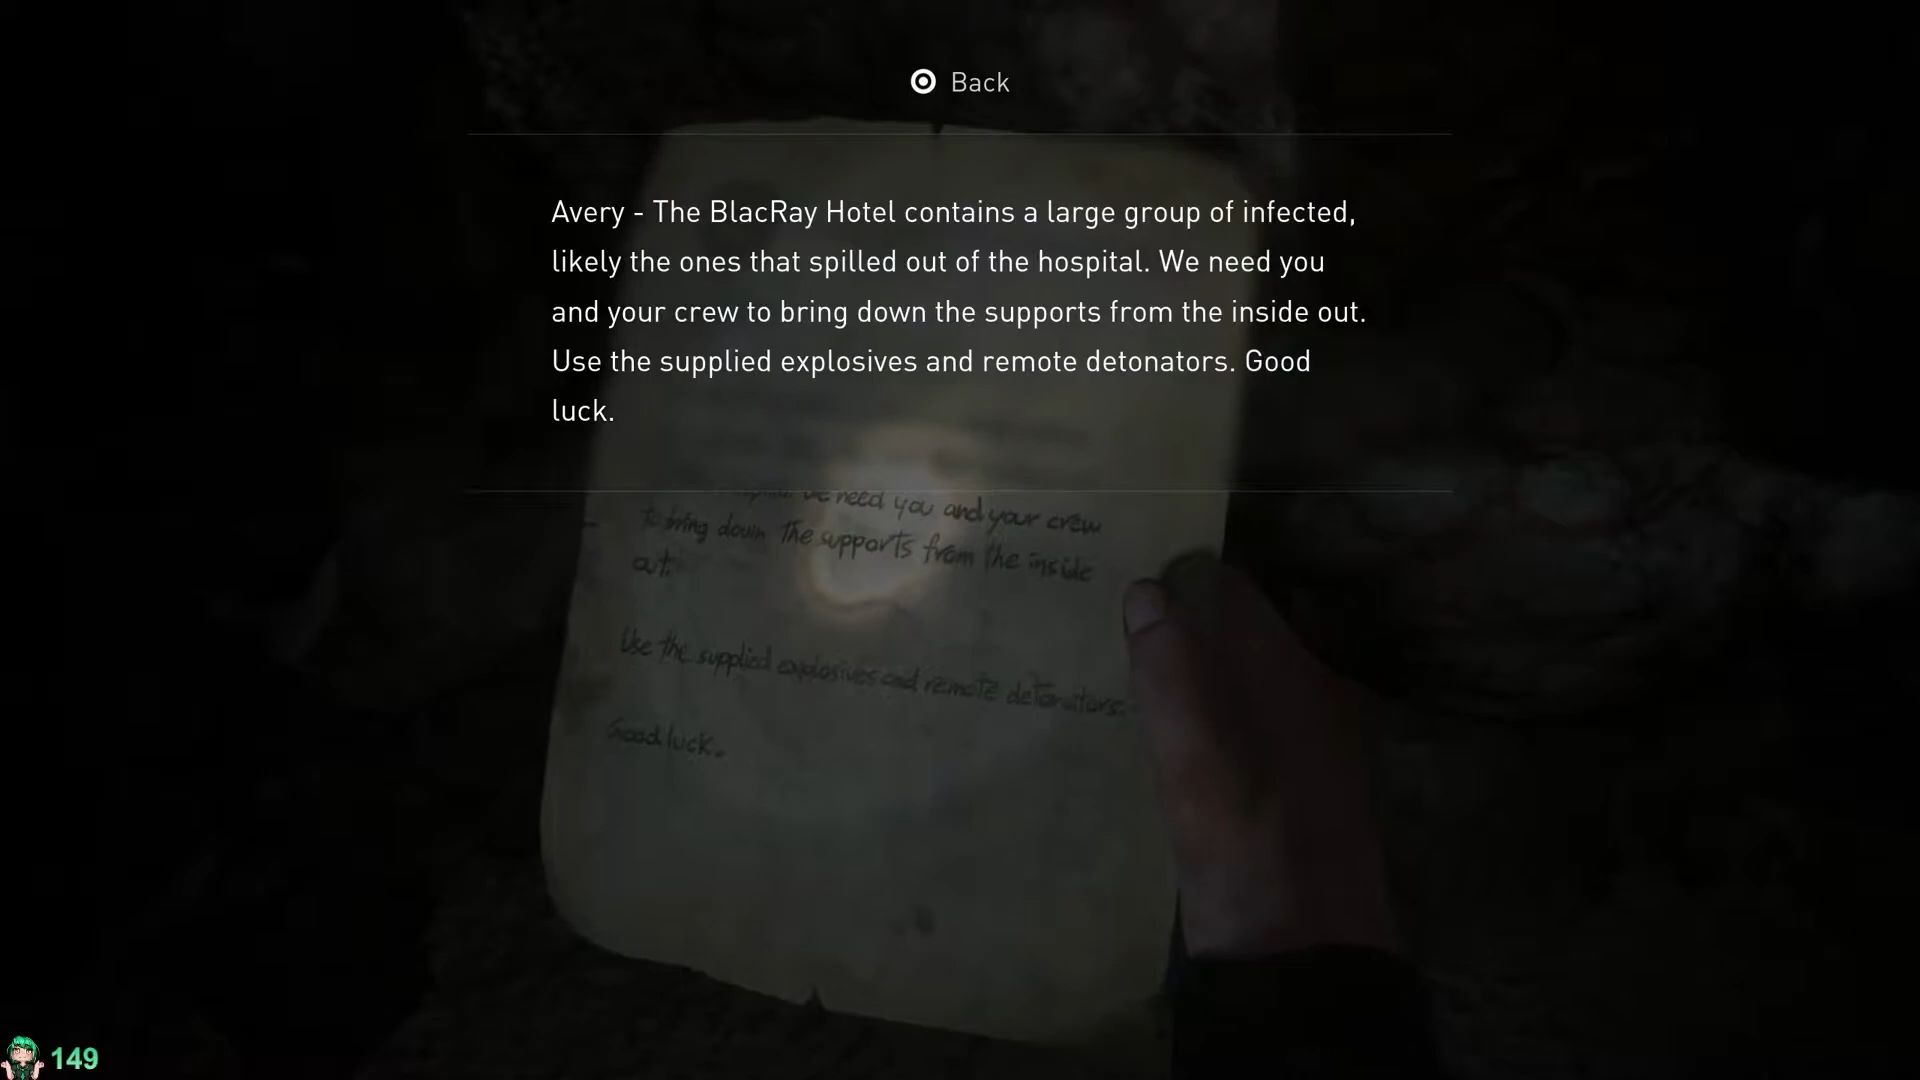 Back
Avery - The BlacRay Hotel contains a large group of infected,
likely the ones that spilled out of the hospital. We need you
and your crew to bring down the supports from the inside out.
Use the supplied explosives and remote detonators. Good
luck.
need you and your crew
to bring down the supports from the inside
out.
Use the supplied explosives and remote detonators.
Good luck.
149